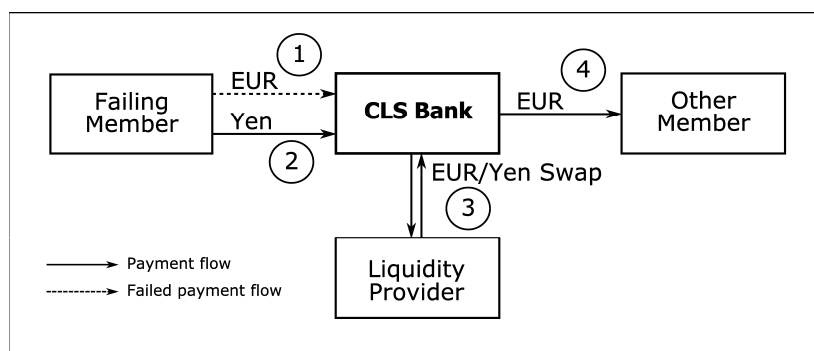 1
EUR
Failing
Member
Yen
2
CLS Bank
4
EUR
Other
Member
EUR/Yen Swap
3
Liquidity
Provider
Payment flow
Failed payment flow